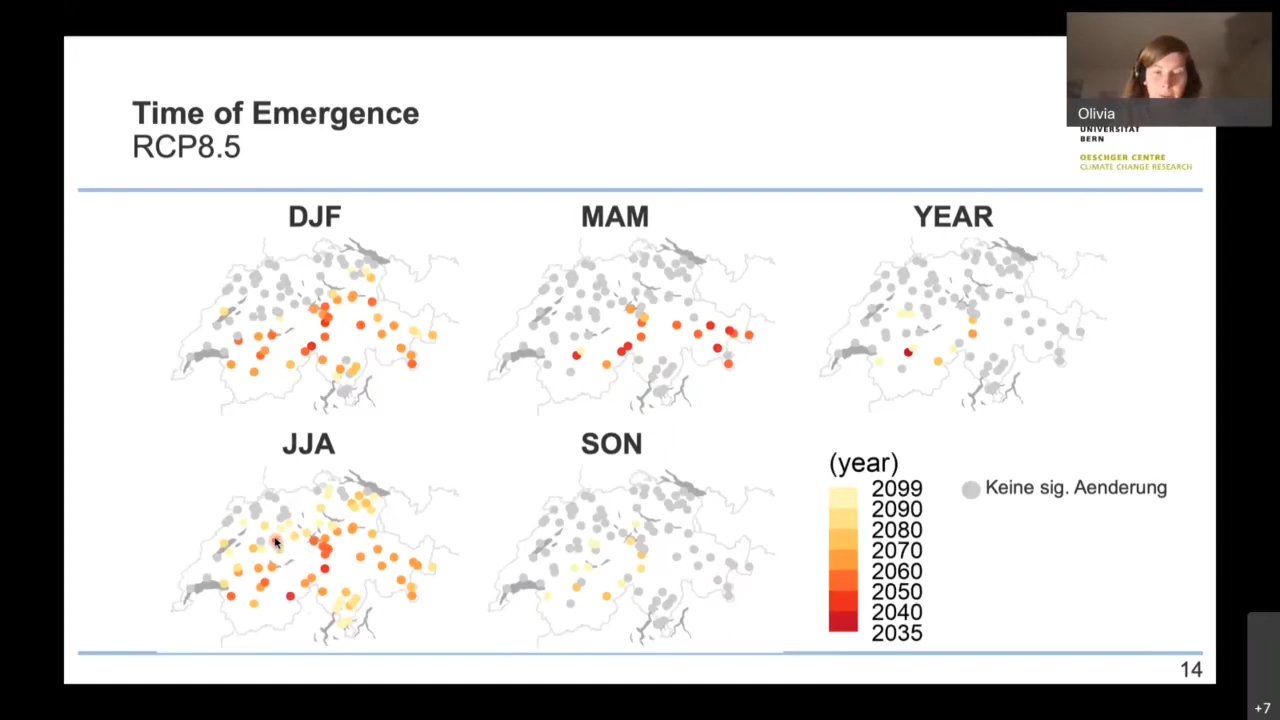 Olivia
Time of Emergence
RCP8.5
UNIVERSITÄT
BERN
OESCHGER CENTRE
CLIMATE CHANGE RESEARCH
DJF
MAM
YEAR
JJA
SON
(year)
2099
2090
2080
2070
2060
2050
2040
2035
Keine sig. Aenderung
14
+7